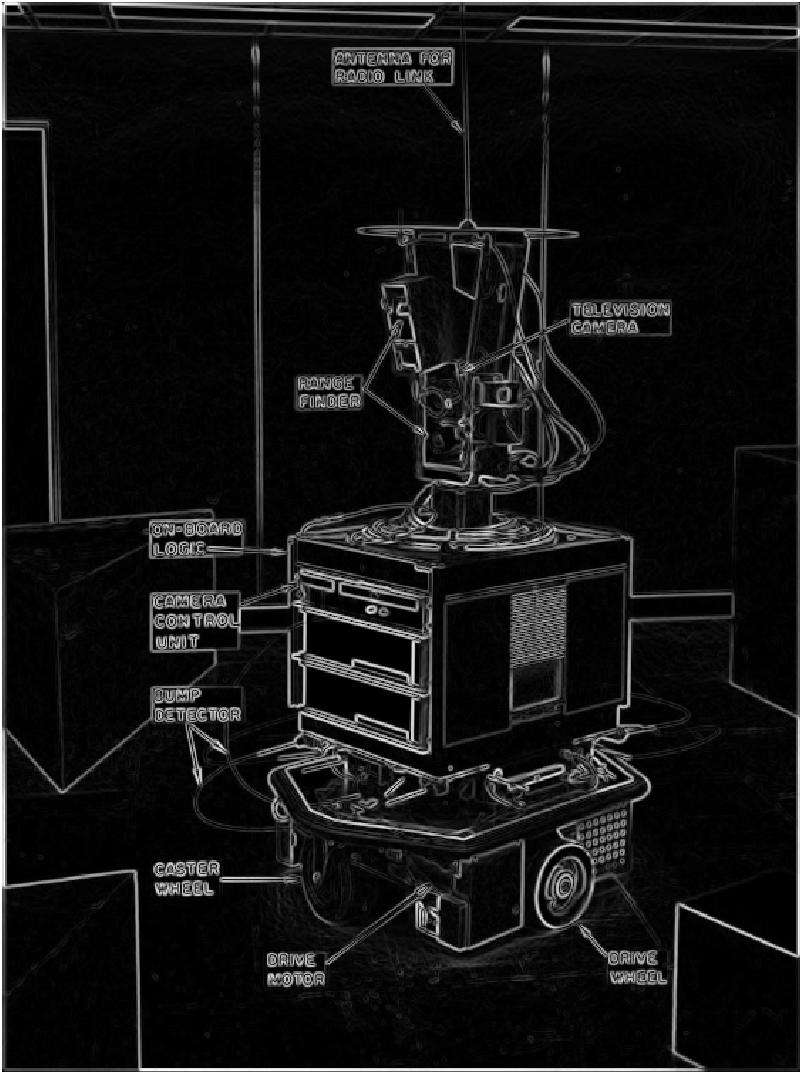 ANTENNA FOR
RADIO LINK
TELEVISION
CAMERA
RANGE
FINDER
ON-BOARD
LOGIC
CAMERA
CONTROL
UNIT
BUMP
DETECTOR
CASTER
WHEEL
DRIVE
MOTOR
DRIVE
WHEEL